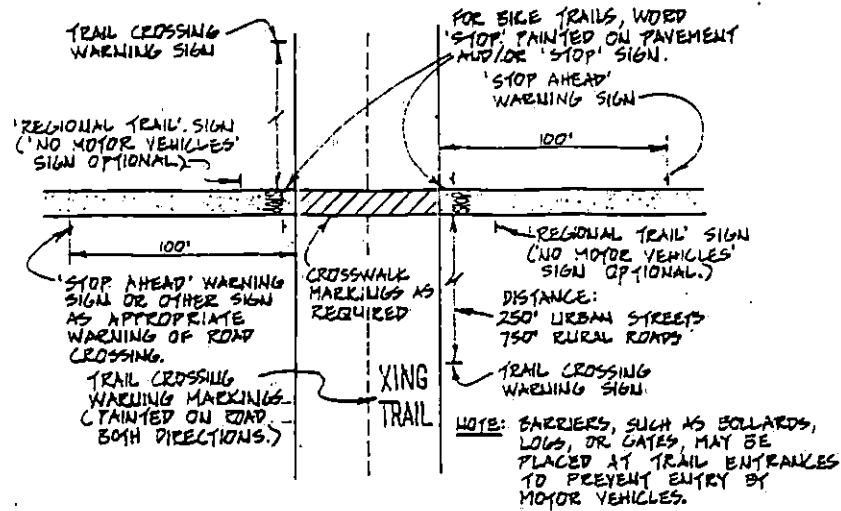 TRAIL CROSSING
WARNING SIGN
FOR BIKE TRAILS, WORD
'STOP' PAINTED ON PAVEMENT
AND/OR 'STOP' SIGN.
'STOP AHEAD'
WARNING SIGN
'REGIONAL TRAIL' SIGN
('NO MOTOR VEHICLES'
SIGN OPTIONAL)
100'
STOP
STOP
100'
'STOP AHEAD' WARNING
SIGN OR OTHER SIGN
AS APPROPRIATE
WARNING OF ROAD
CROSSING.
CROSSWALK
MARKINGS AS
REQUIRED
'REGIONAL TRAIL' SIGN
('NO MOTOR VEHICLES'
SIGN OPTIONAL.)
DISTANCE:
250' URBAN STREETS
750' RURAL ROADS
TRAIL CROSSING
WARNING SIGN
TRAIL CROSSING
WARNING MARKINGS
(PAINTED ON ROAD
BOTH DIRECTIONS.)
XING
TRAIL
NOTE: BARRIERS, SUCH AS BOLLARDS,
LOGS, OR GATES, MAY BE
PLACED AT TRAIL ENTRANCES
TO PREVENT ENTRY BY
MOTOR VEHICLES.